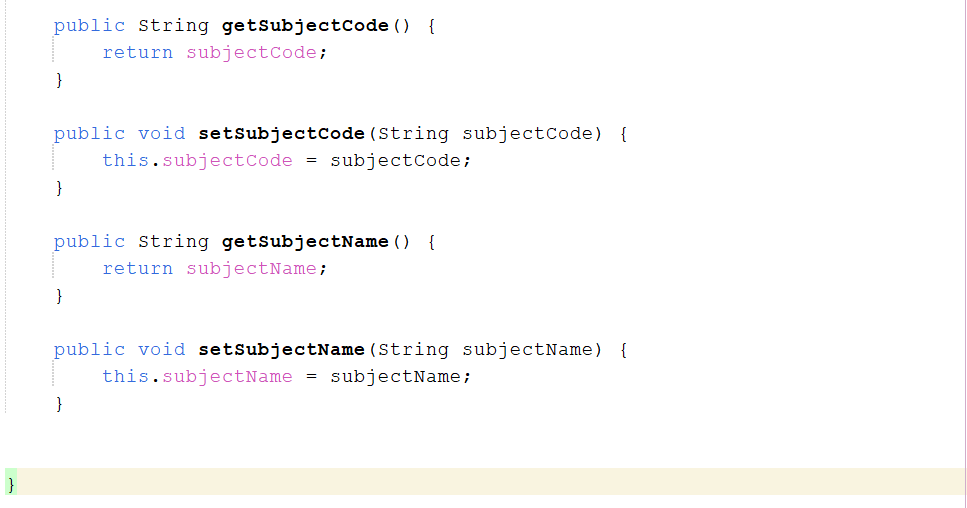 public String getSubjectCode() {
return subjectCode;
}
public void setSubjectCode(String subjectCode) {
this.subjectCode = subjectCode;
}
public String getSubjectName() {
return subjectName;
}
public void setSubjectName(String subjectName) {
this.subjectName = subjectName;
}
}